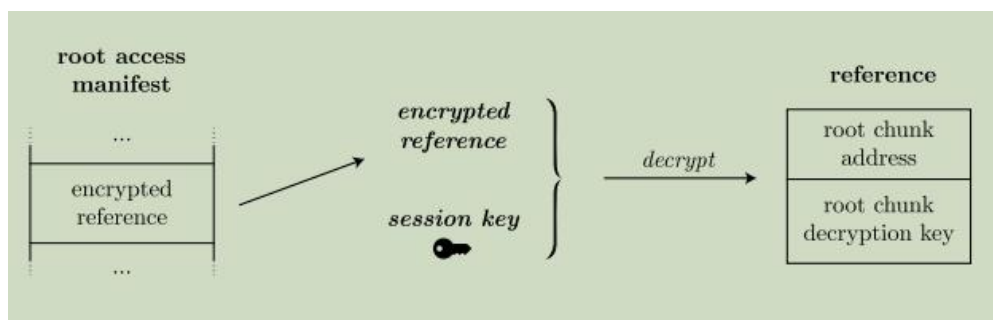 root access
manifest
...
encrypted
reference
...
encrypted
reference
session key
decrypt
reference
root chunk
address
root chunk
decryption key